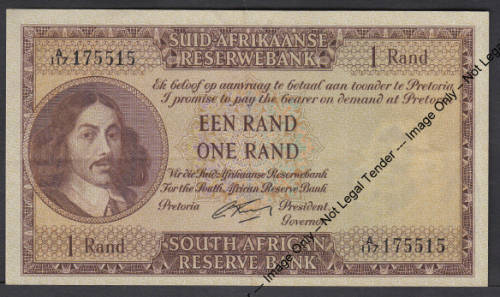 SUID-AFRIKAANSE
RESERWEBANK
A/117 175515
1 Rand
Ek beloof op aanvraag te betaal aan toonder te Pretoria
I promise to pay the bearer on demand at Pretoria
EEN RAND
ONE RAND
Vir die Suid-Afrikaanse Reserwebank
For the South African Reserve Bank
Pretoria
President
Governor
1 Rand
SOUTH AFRICAN
RESERVE BANK
A/117 175515
Image Only – Not Legal Tender --- Image Only – Not Legal Tender